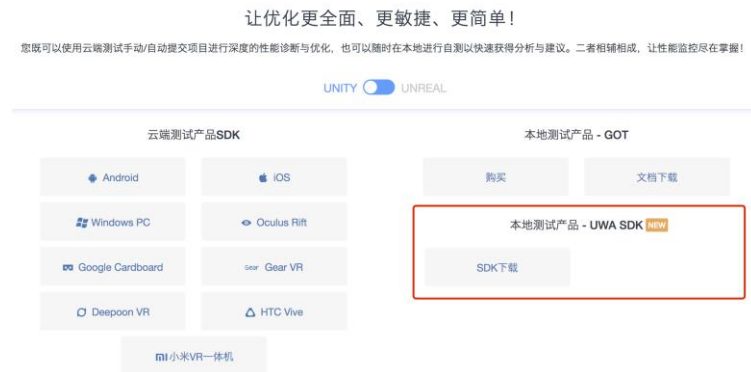 让优化更全面、更敏捷、更简单！
您既可以使用云端测试手动/自动提交项目进行深度的性能诊断与优化，也可以随时在本地进行自测以快速获得分析与建议。二者相辅相成，让性能监控尽在掌握！
UNITY UNREAL
云端测试产品SDK
Android
iOS
Windows PC
Oculus Rift
Google Cardboard
Gear Gear VR
Deepoon VR
HTC Vive
小米VR一体机
本地测试产品 - GOT
购买
文档下载
本地测试产品 - UWA SDK NEW
SDK下载